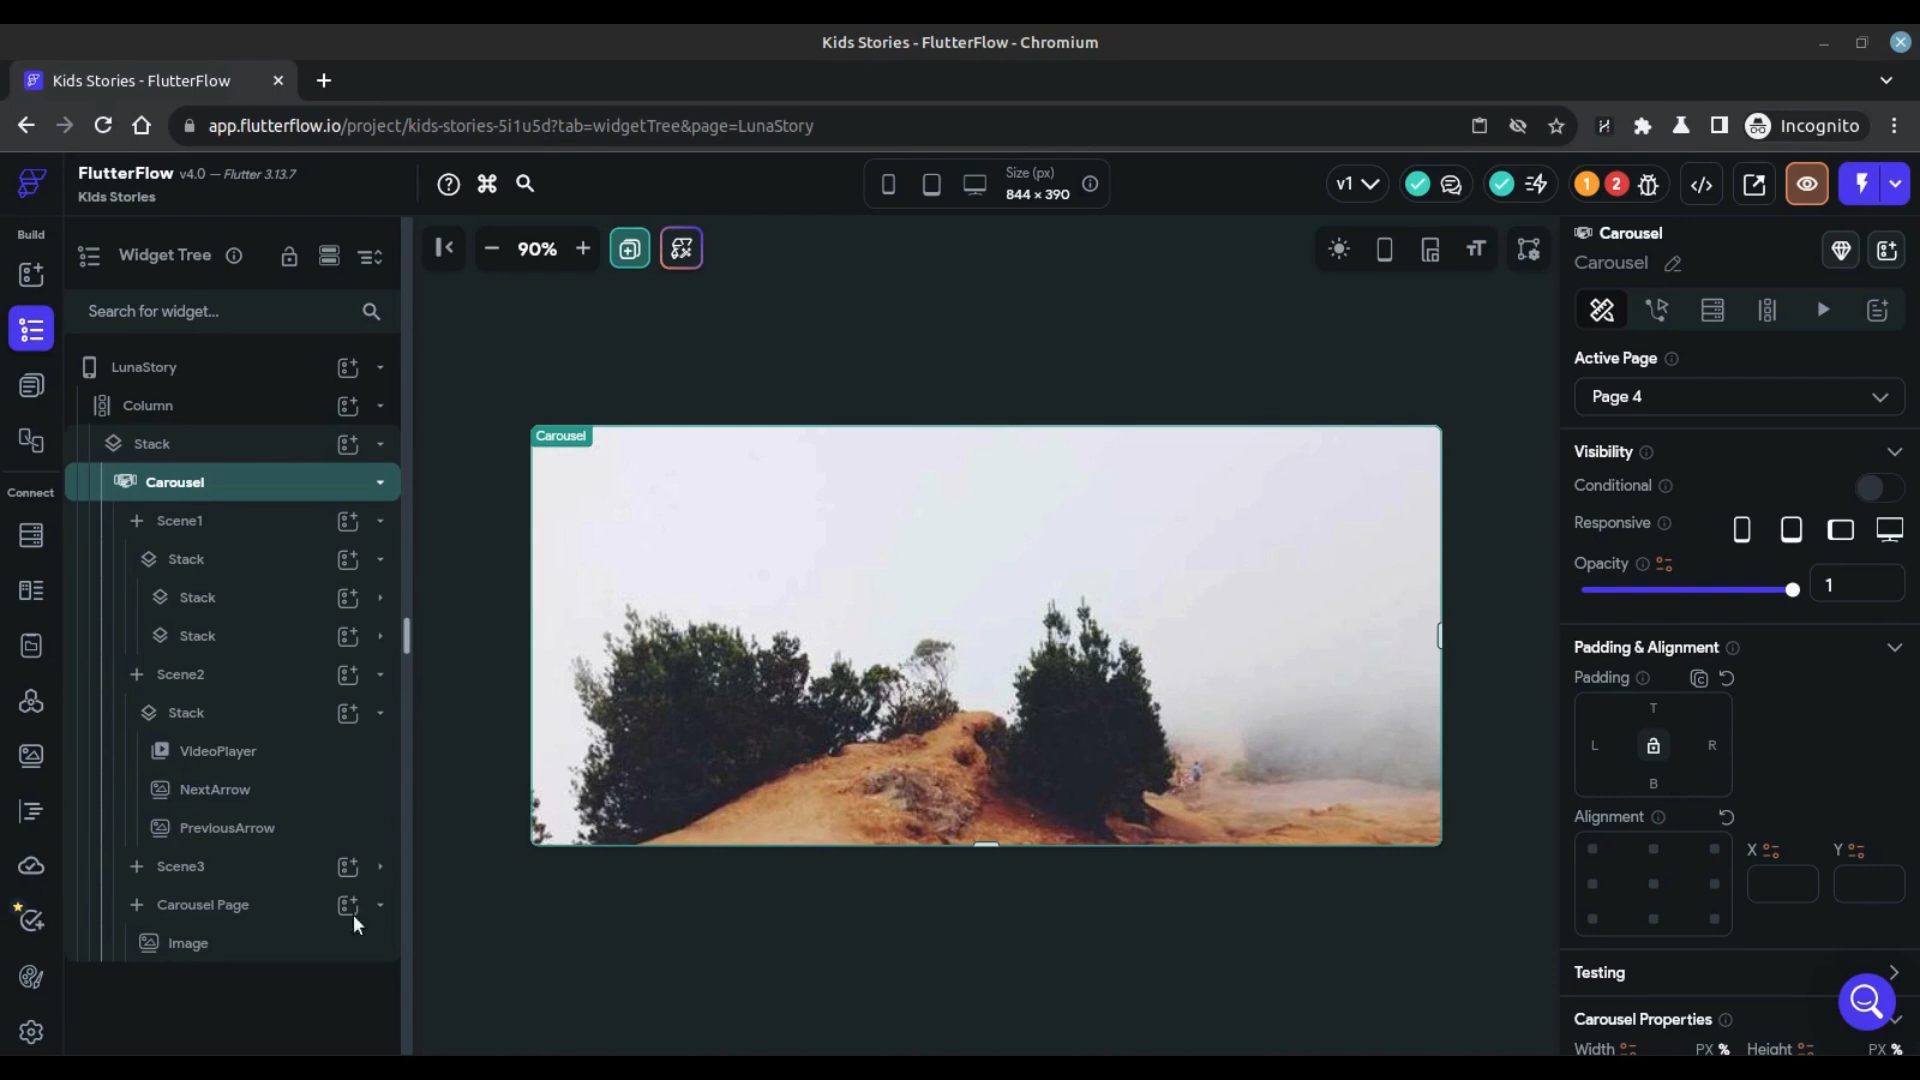 Kids Stories - FlutterFlow - Chromium
Kids Stories - FlutterFlow
app.flutterflow.io/project/kids-stories-5i1u5d?tab=widgetTree&page=LunaStory
Incognito
FlutterFlow v4.0 — Flutter 3.13.7
Kids Stories
Size (px)
844 × 390
v1
1
2
Build
Connect
Widget Tree
Search for widget...
LunaStory
Column
Stack
Carousel
Scene1
Stack
Stack
Stack
Scene2
Stack
VideoPlayer
NextArrow
PreviousArrow
Scene3
Carousel Page
Image
90%
Carousel
Carousel
Carousel
Active Page
Page 4
Visibility
Conditional
Responsive
Opacity
1
Padding & Alignment
Padding
T
L
R
B
Alignment
X
Y
Testing
Carousel Properties
Width
PX %
Height
PX %